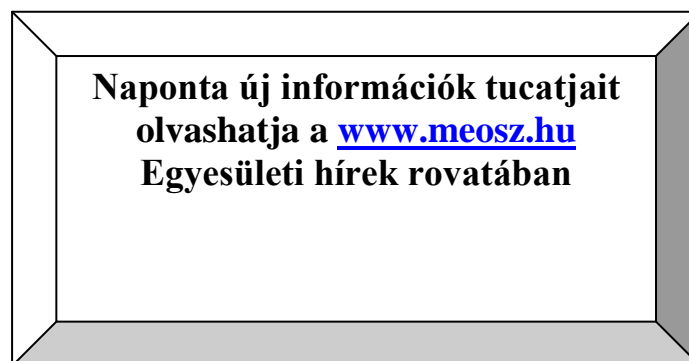 Naponta új információk tucatjait
olvashatja a www.meosz.hu
Egyesületi hírek rovatában